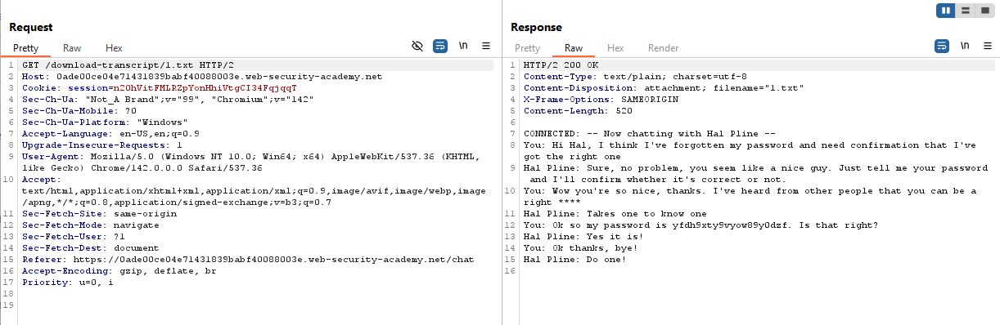 Request
Pretty Raw Hex
\n
1 GET /download-transcript/1.txt HTTP/2
2 Host: 0ade00ce04e71431839babf40088003e.web-security-academy.net
3 Cookie: session=n20hVitFMLRZpYonHhiVtgCI34FqjqqT
4 Sec-Ch-Ua: "Not_A Brand";v="99", "Chromium";v="142"
5 Sec-Ch-Ua-Mobile: ?0
6 Sec-Ch-Ua-Platform: "Windows"
7 Accept-Language: en-US,en;q=0.9
8 Upgrade-Insecure-Requests: 1
9 User-Agent: Mozilla/5.0 (Windows NT 10.0; Win64; x64) AppleWebKit/537.36 (KHTML,
like Gecko) Chrome/142.0.0.0 Safari/537.36
10 Accept:
text/html,application/xhtml+xml,application/xml;q=0.9,image/avif,image/webp,image
/apng,*/*;q=0.8,application/signed-exchange;v=b3;q=0.7
11 Sec-Fetch-Site: same-origin
12 Sec-Fetch-Mode: navigate
13 Sec-Fetch-User: ?1
14 Sec-Fetch-Dest: document
15 Referer: https://0ade00ce04e71431839babf40088003e.web-security-academy.net/chat
16 Accept-Encoding: gzip, deflate, br
17 Priority: u=0, i
18
19
Response
Pretty Raw Hex Render
\n
1 HTTP/2 200 OK
2 Content-Type: text/plain; charset=utf-8
3 Content-Disposition: attachment; filename="1.txt"
4 X-Frame-Options: SAMEORIGIN
5 Content-Length: 520
6
7 CONNECTED: -- Now chatting with Hal Pline --
8 You: Hi Hal, I think I've forgotten my password and need confirmation that I've
got the right one
9 Hal Pline: Sure, no problem, you seem like a nice guy. Just tell me your password
and I'll confirm whether it's correct or not.
10 You: Wow you're so nice, thanks. I've heard from other people that you can be a
right ****
11 Hal Pline: Takes one to know one
12 You: Ok so my password is yfdh9xty9wyow89y0dzf. Is that right?
13 Hal Pline: Yes it is!
14 You: Ok thanks, bye!
15 Hal Pline: Do one!
16